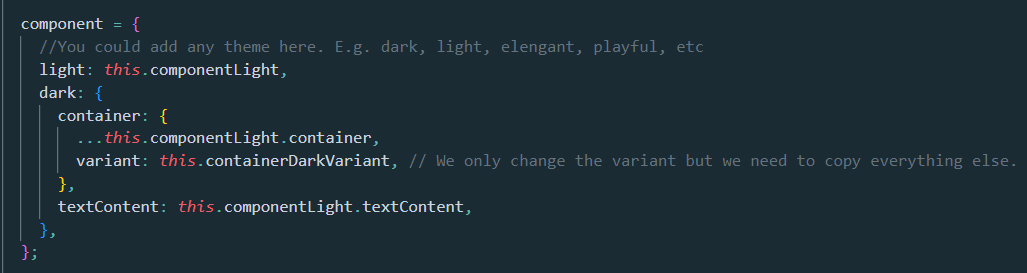 component = {
//You could add any theme here. E.g. dark, light, elengant, playful, etc
light: this.componentLight,
dark: {
container: {
...this.componentLight.container,
variant: this.containerDarkVariant, // We only change the variant but we need to copy everything else.
},
textContent: this.componentLight.textContent,
},
};